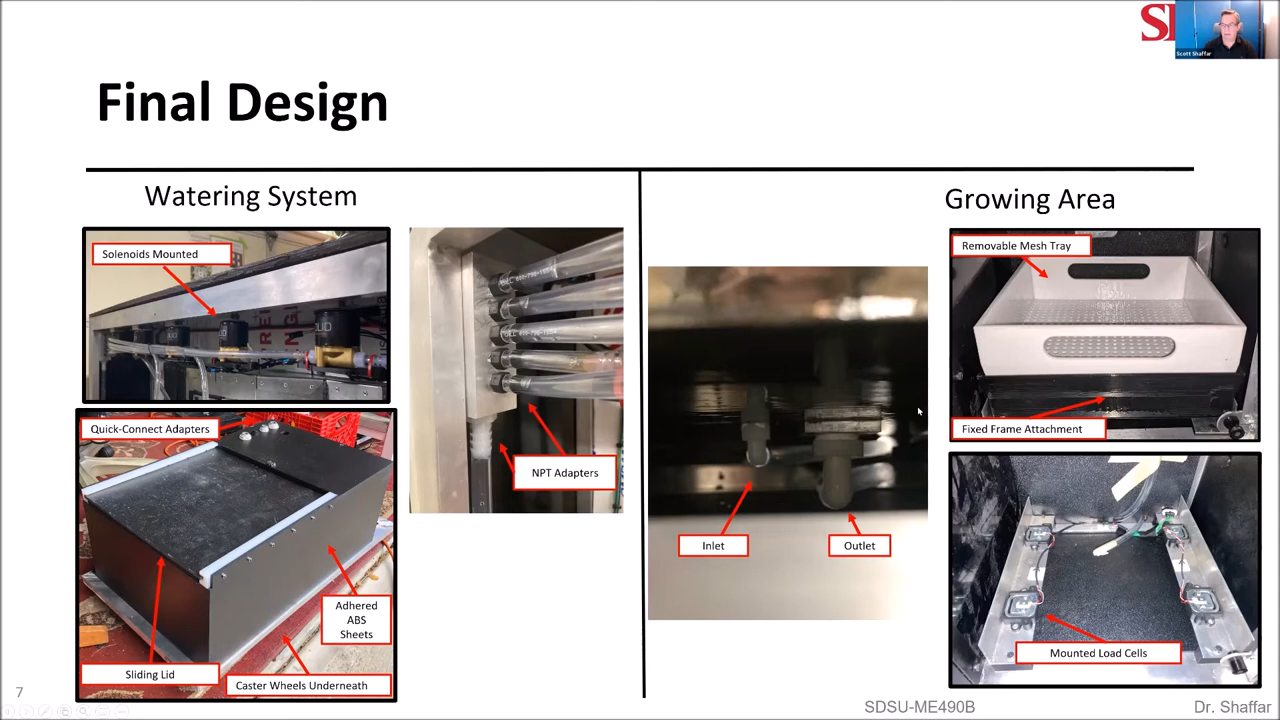 SI
Scott Shaffar
Final Design
Watering System
Growing Area
Solenoids Mounted
Removable Mesh Tray
Quick-Connect Adapters
Fixed Frame Attachment
NPT Adapters
Inlet
Outlet
Adhered
ABS
Sheets
Mounted Load Cells
Sliding Lid
Caster Wheels Underneath
7
SDSU-ME490B
Dr. Shaffar